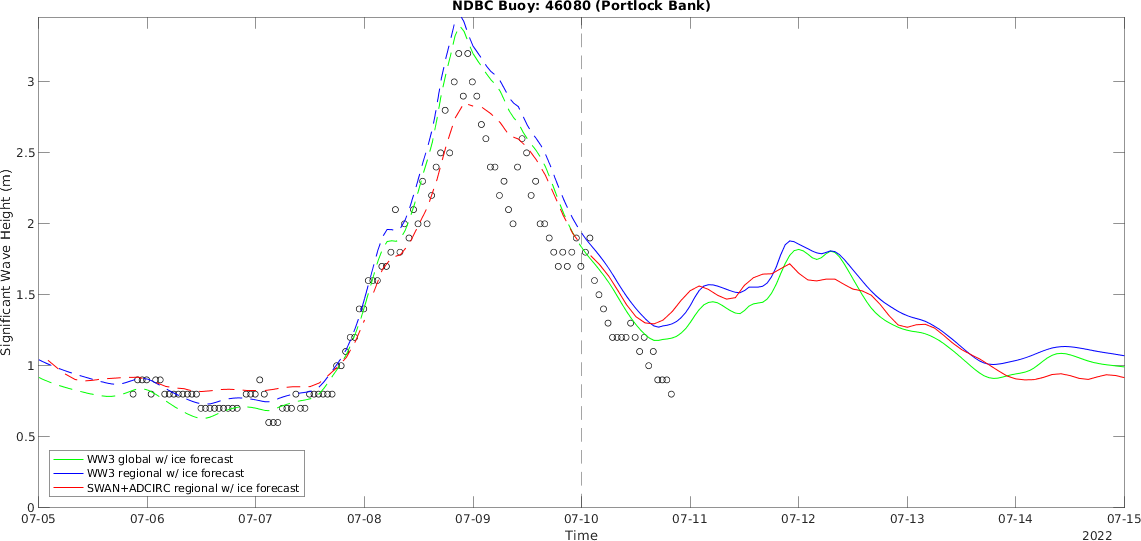 NDBC Buoy: 46080 (Portlock Bank)
3
2.5
2
1.5
1
0.5
0
Significant Wave Height (m)
WW3 global w/ ice forecast
WW3 regional w/ ice forecast
SWAN+ADCIRC regional w/ ice forecast
07-05 07-06 07-07 07-08 07-09 07-10 07-11 07-12 07-13 07-14 07-15
Time
2022